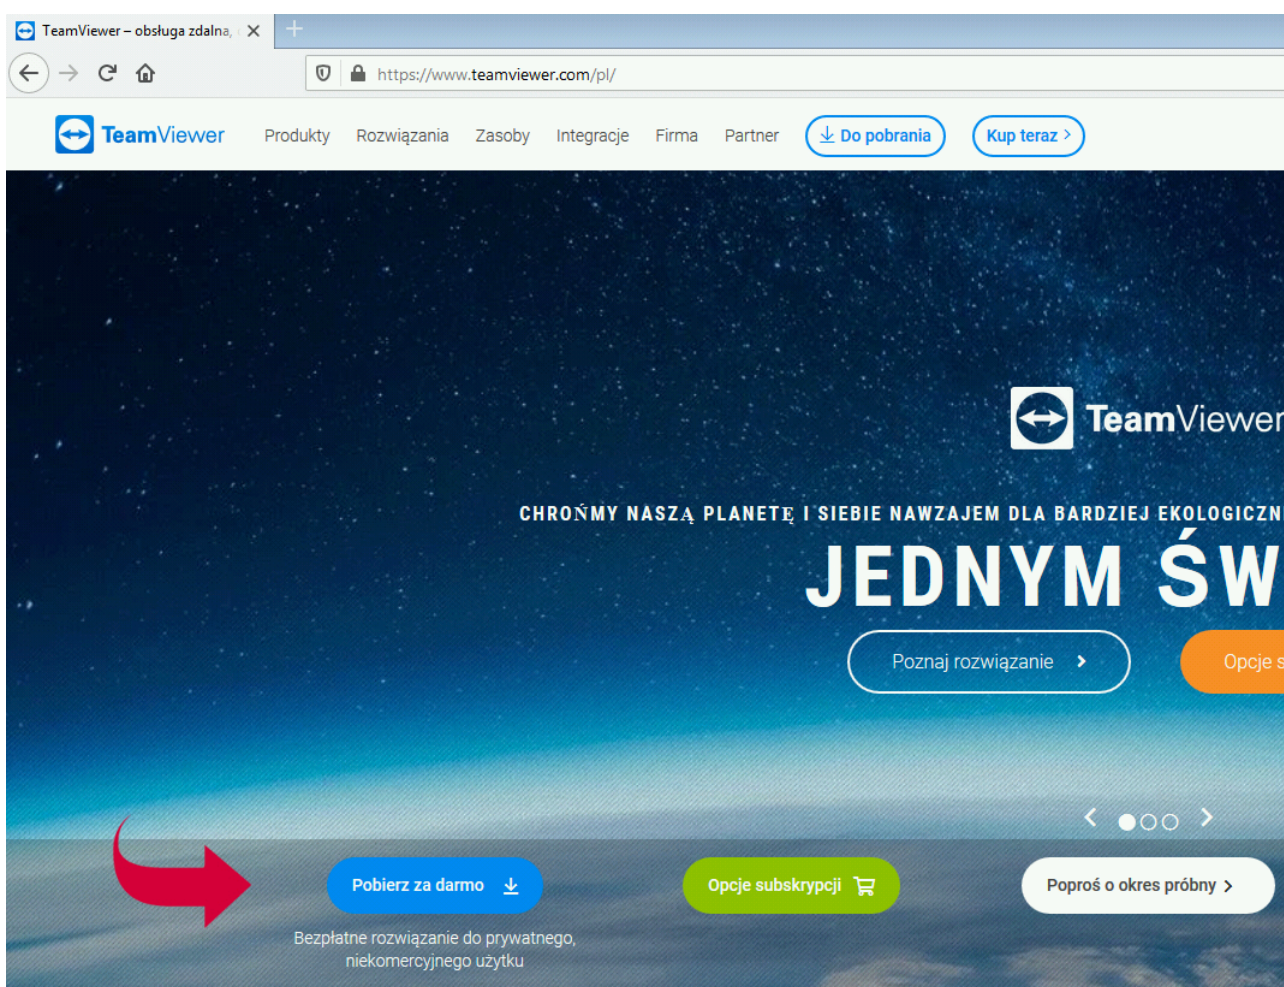 TeamViewer – obsługa zdalna,
https://www.teamviewer.com/pl/
TeamViewer Produkty Rozwiązania Zasoby Integracje Firma Partner Do pobrania Kup teraz >
TeamViewer
CHROŃMY NASZĄ PLANETĘ I SIEBIE NAWZAJEM DLA BARDZIEJ EKOLOGICZN
JEDNYM ŚW
Poznaj rozwiązanie > Opcje s
Pobierz za darmo Opcje subskrypcji Poproś o okres próbny >
Bezpłatne rozwiązanie do prywatnego,
niekomercyjnego użytku